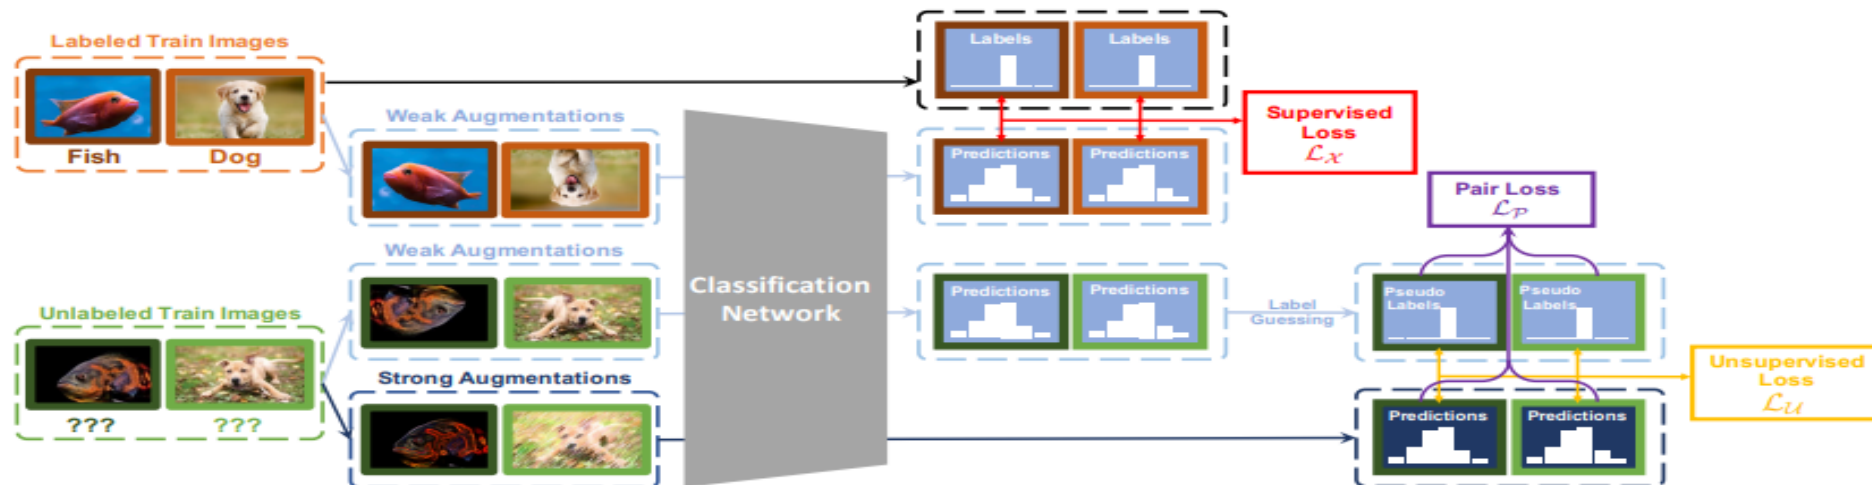 Labeled Train Images
Fish
Dog
Weak Augmentations
Labels
Labels
Predictions
Predictions
Supervised
Loss
ℒ𝒳
Pair Loss
ℒ𝒫
Unlabeled Train Images
???
???
Weak Augmentations
Strong Augmentations
Classification
Network
Predictions
Predictions
Label
Guessing
Pseudo
Labels
Pseudo
Labels
Predictions
Predictions
Unsupervised
Loss
ℒ𝒰